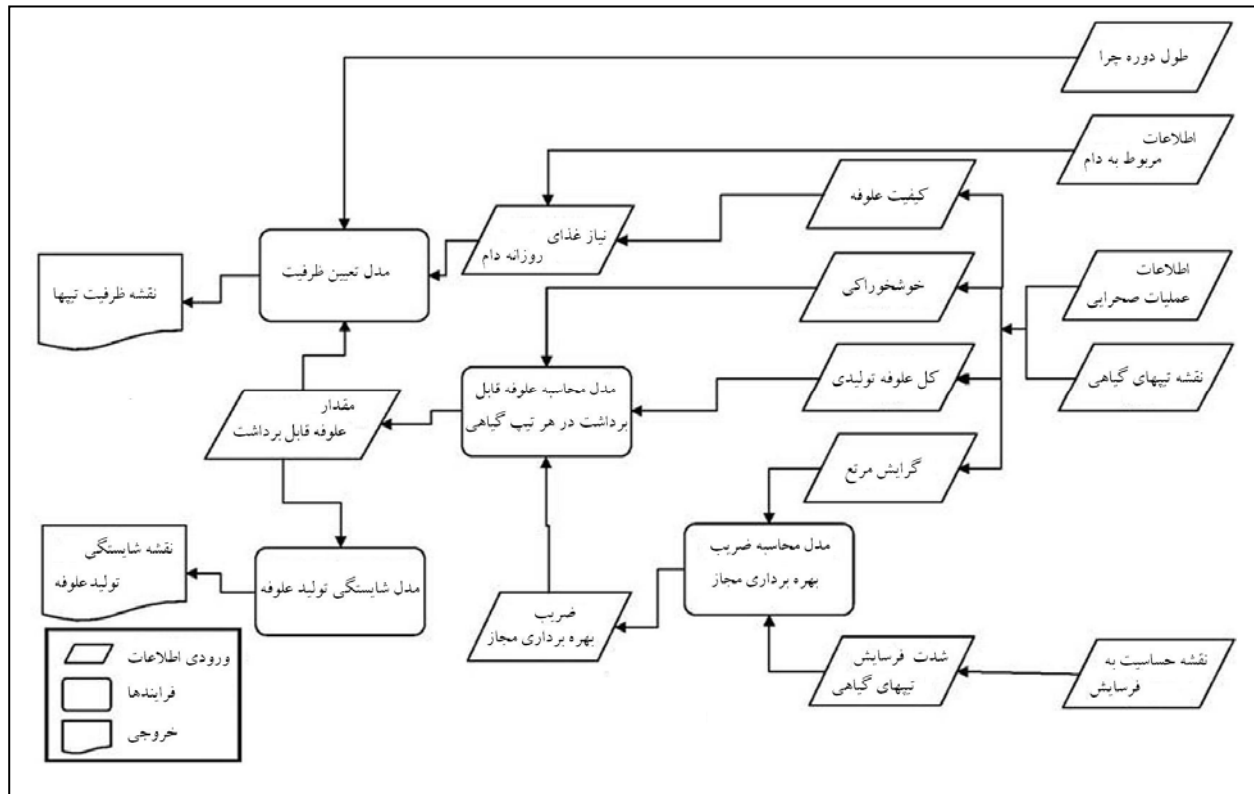 طول دوره چرا
اطلاعات
مربوط به دام
کیفیت علوفه
نیاز غذای
روزانه دام
مدل تعیین ظرفیت
نقشه ظرفیت تیپها
خوشخوراکی
اطلاعات
عملیات صحرایی
کل علوفه تولیدی
نقشه تیپهای گیاهی
مدل محاسبه علوفه قابل
برداشت در هر تیپ گیاهی
مقدار
علوفه قابل برداشت
گرایش مرتع
مدل محاسبه ضریب
بهره برداری مجاز
نقشه شایستگی
تولید علوفه
مدل شایستگی تولید علوفه
ضریب
بهره برداری مجاز
شدت فرسایش
تیپهای گیاهی
نقشه حساسیت به
فرسایش
ورودی اطلاعات
فرایندها
خروجی